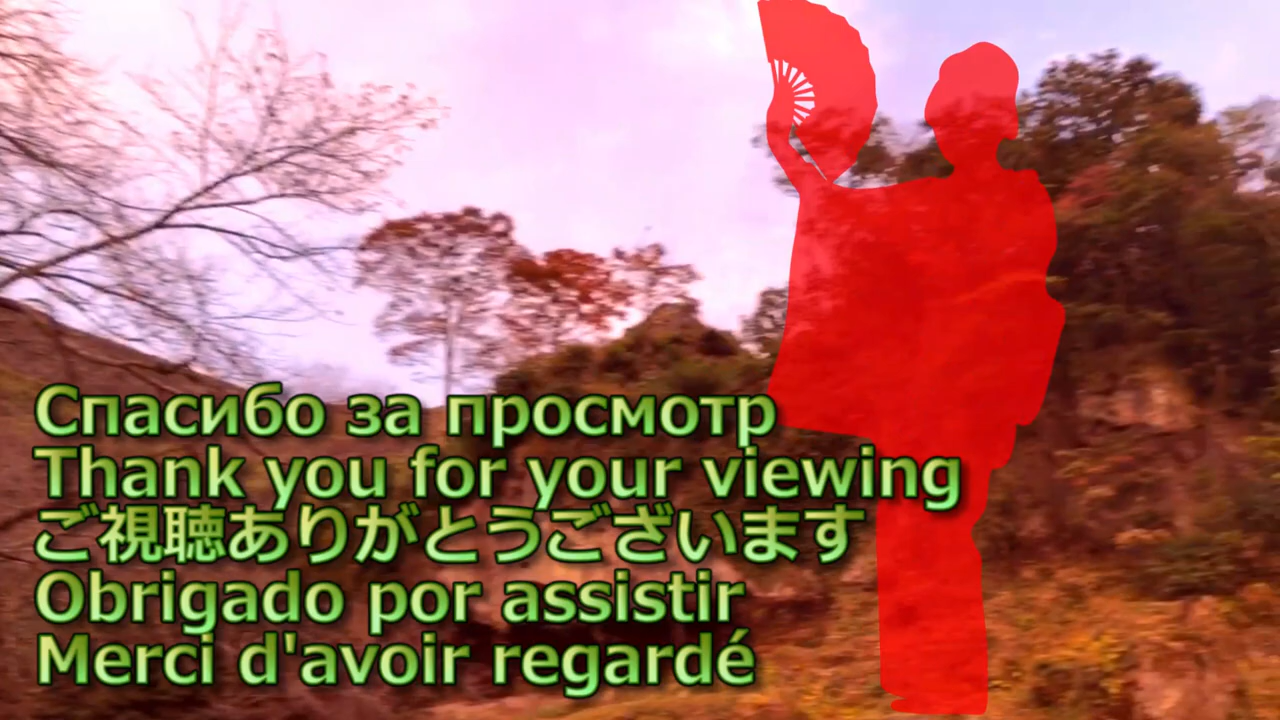 Спасибо за просмотр
Thank you for your viewing
ご視聴ありがとうございます
Obrigado por assistir
Merci d'avoir regardé